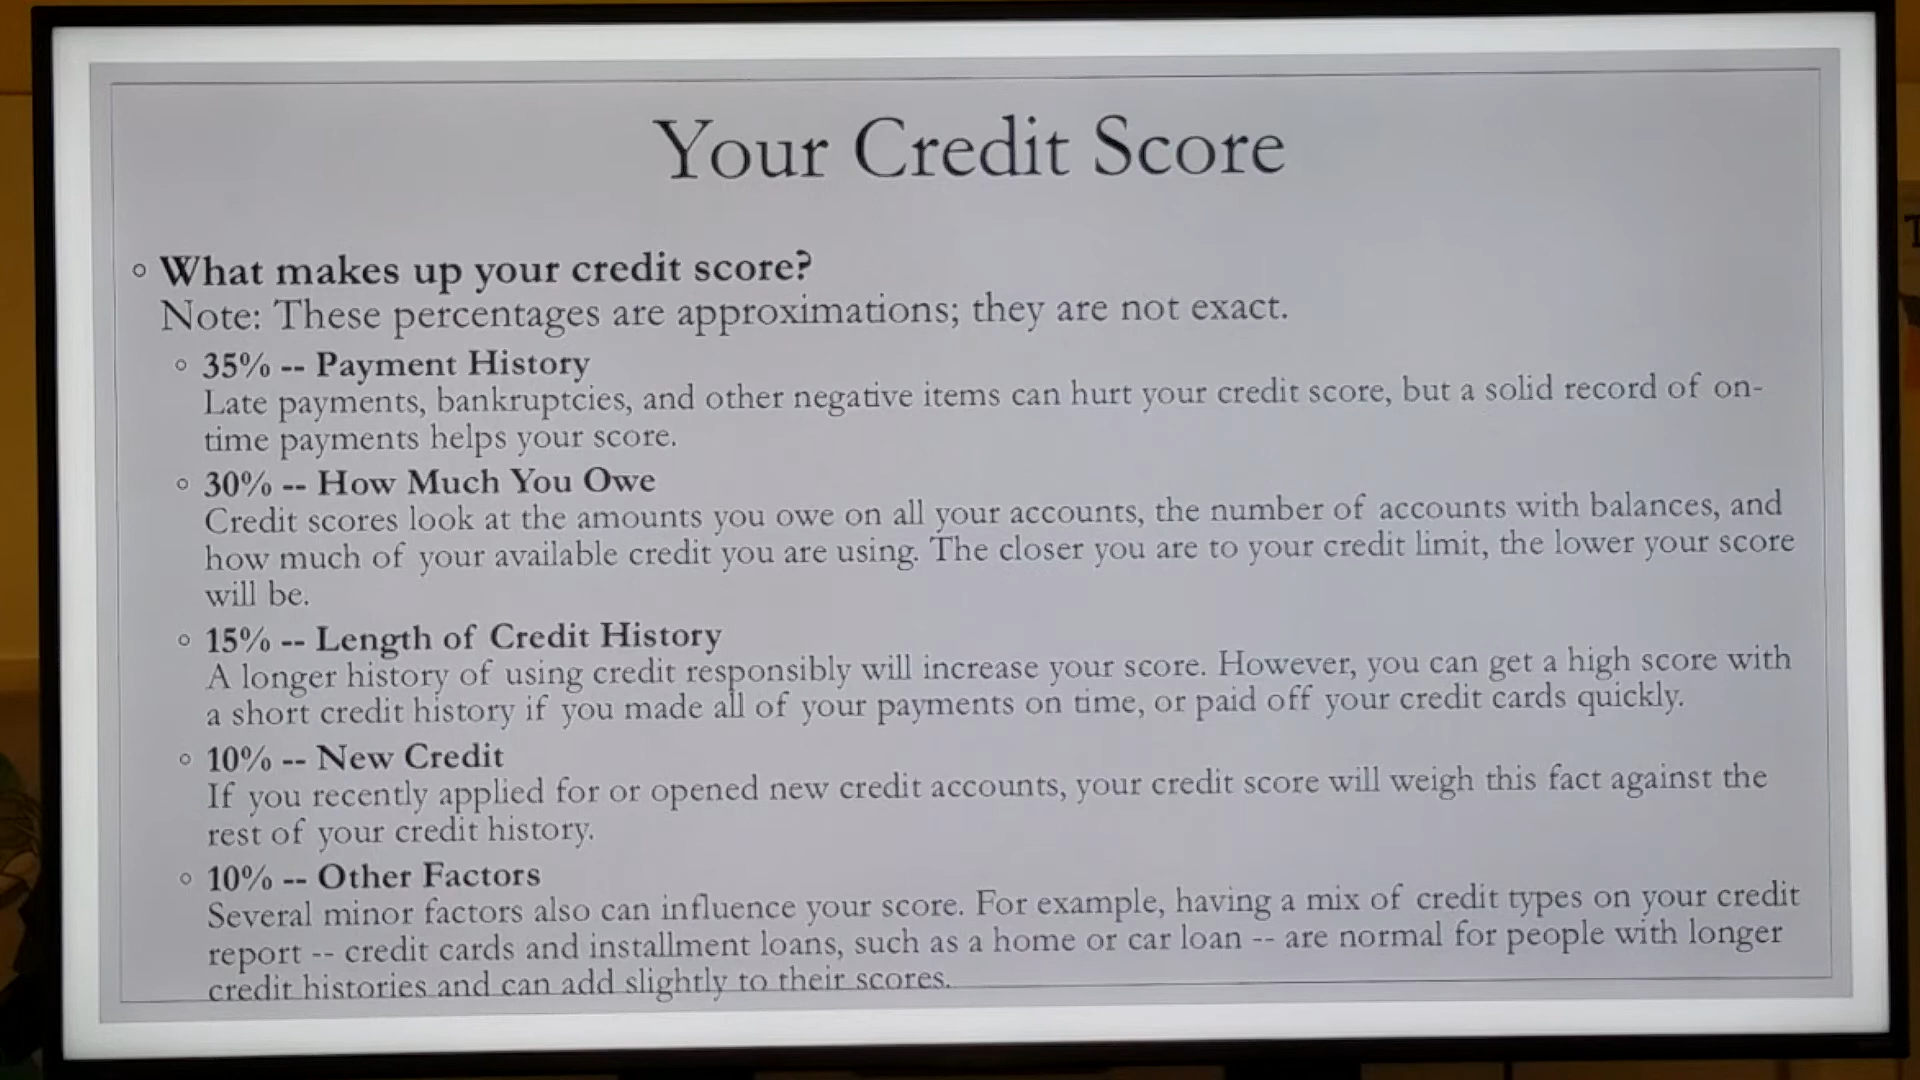 Your Credit Score
What makes up your credit score?
Note: These percentages are approximations; they are not exact.
35% -- Payment History
Late payments, bankruptcies, and other negative items can hurt your credit score, but a solid record of on-
time payments helps your score.
30% -- How Much You Owe
Credit scores look at the amounts you owe on all your accounts, the number of accounts with balances, and
how much of your available credit you are using. The closer you are to your credit limit, the lower your score
will be.
15% -- Length of Credit History
A longer history of using credit responsibly will increase your score. However, you can get a high score with
a short credit history if you made all of your payments on time, or paid off your credit cards quickly.
10% -- New Credit
If you recently applied for or opened new credit accounts, your credit score will weigh this fact against the
rest of your credit history.
10% -- Other Factors
Several minor factors also can influence your score. For example, having a mix of credit types on your credit
report -- credit cards and installment loans, such as a home or car loan -- are normal for people with longer
credit histories and can add slightly to their scores.